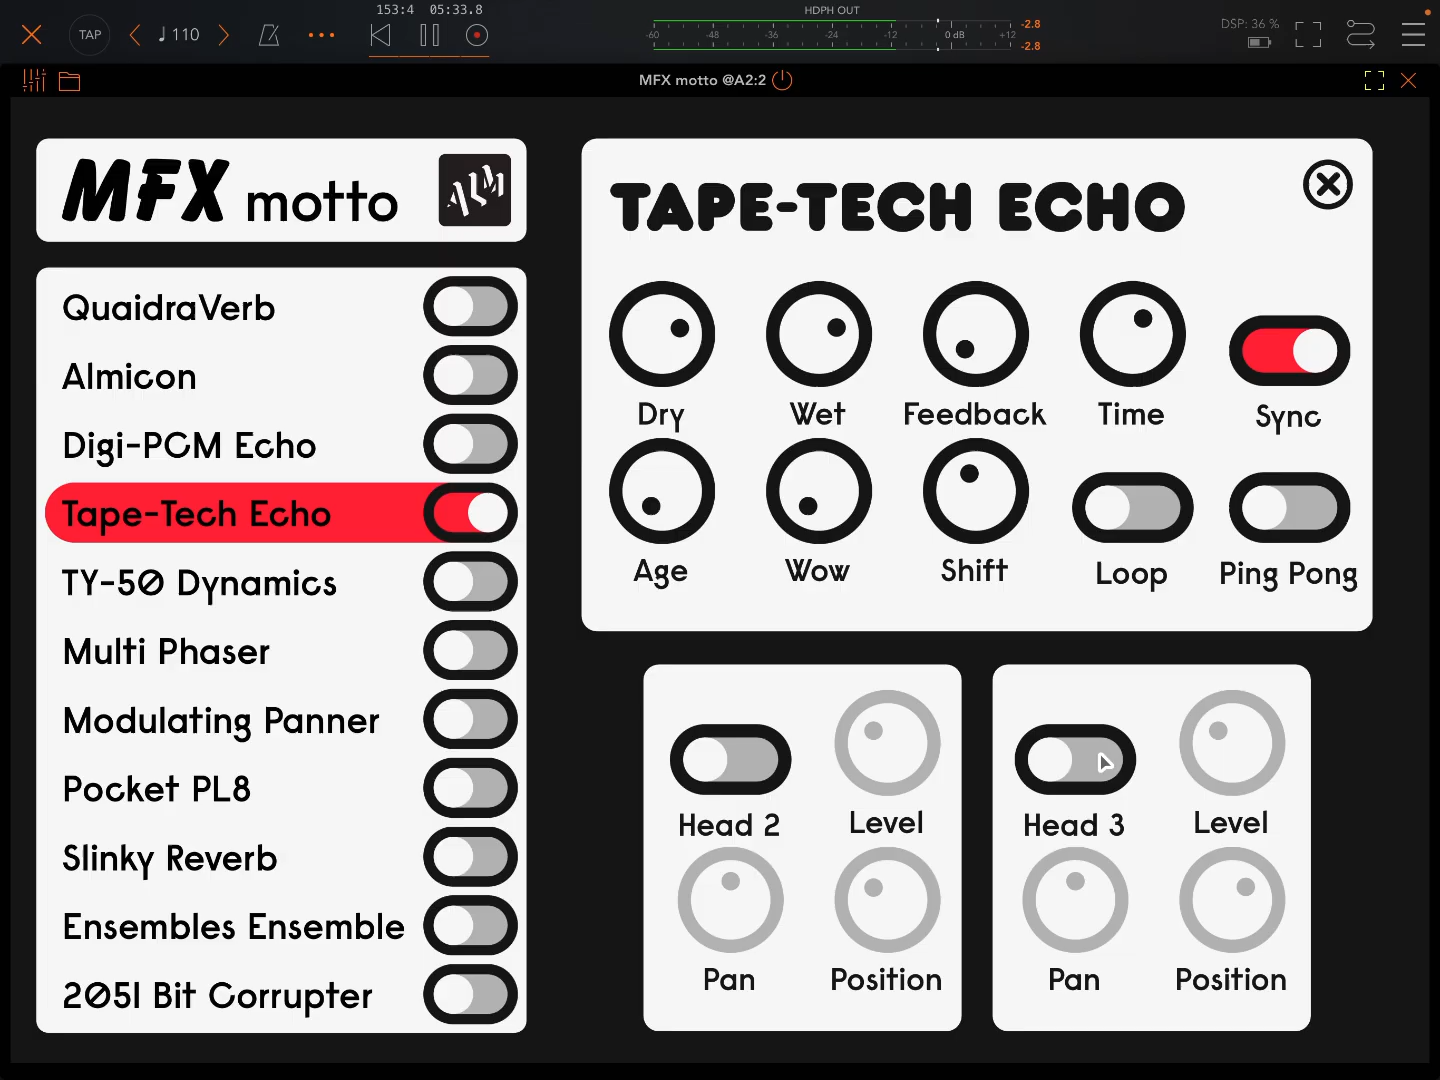 153:4 05:33.8
HDPH OUT
TAP
110
-60 -48 -36 -24 -12 0 dB +12
-2.8
-2.8
DSP: 36 %
MFX motto @A2:2
MFX motto
ALM
TAPE-TECH ECHO
QuaidraVerb
Almicon
Digi-PCM Echo
Tape-Tech Echo
TY-50 Dynamics
Multi Phaser
Modulating Panner
Pocket PL8
Slinky Reverb
Ensembles Ensemble
2051 Bit Corrupter
Dry Wet Feedback Time Sync
Age Wow Shift Loop Ping Pong
Head 2 Level
Pan Position
Head 3 Level
Pan Position